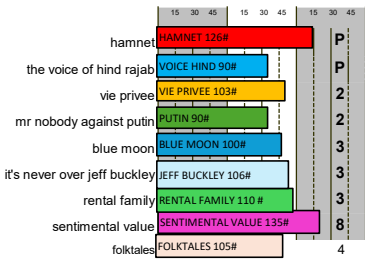 15 30 45 15 30 45 15 30 45
hamnet HAMNET 126# P
the voice of hind rajab VOICE HIND 90# P
vie privee VIE PRIVEE 103# 2
mr nobody against putin PUTIN 90# 2
blue moon BLUE MOON 100# 3
it's never over jeff buckley JEFF BUCKLEY 106# 3
rental family RENTAL FAMILY 110 # 3
sentimental value SENTIMENTAL VALUE 135# 8
folktales FOLKTALES 105# 4